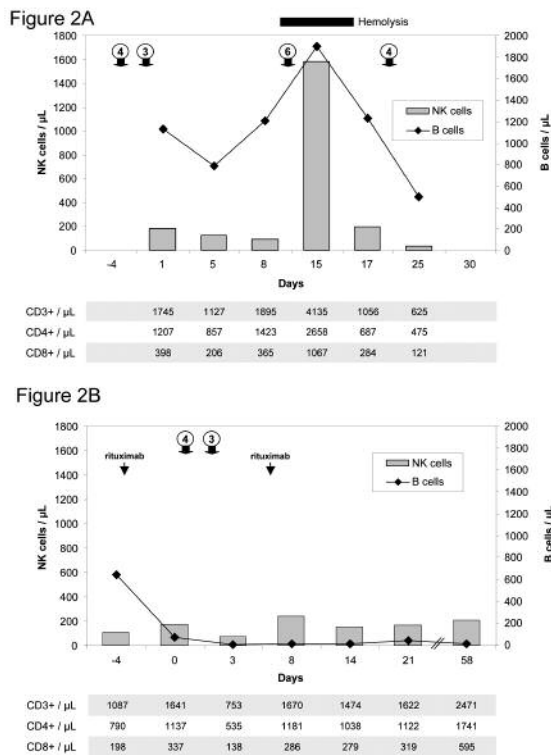 Figure 2A
Hemolysis
1800 2000
1600 1800
1400 1600
1200 1400
1000 1200
800 1000
600 800
400 600
200 400
0 200
0
NK cells / µL
B cells / µL
4 3 6 4
NK cells
B cells
-4 1 5 8 15 17 25 30
Days
CD3+ / µL 1745 1127 1895 4135 1056 625
CD4+ / µL 1207 857 1423 2658 687 475
CD8+ / µL 398 206 365 1067 284 121
Figure 2B
1800 2000
1600 1800
1400 1600
1200 1400
1000 1200
800 1000
600 800
400 600
200 400
0 200
0
NK cells / µL
B cells / µL
4 3
rituximab rituximab
NK cells
B cells
-4 0 3 8 14 21 58
Days
CD3+ / µL 1087 1641 753 1670 1474 1622 2471
CD4+ / µL 790 1137 535 1181 1038 1122 1741
CD8+ / µL 198 337 138 286 279 319 595